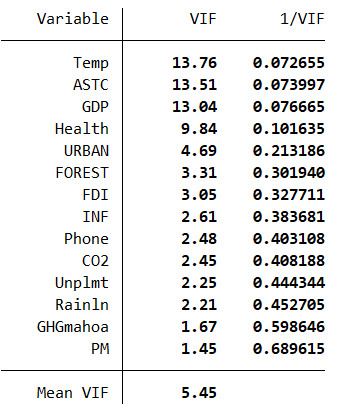 Variable VIF 1/VIF
Temp 13.76 0.072655
ASTC 13.51 0.073997
GDP 13.04 0.076665
Health 9.84 0.101635
URBAN 4.69 0.213186
FOREST 3.31 0.301940
FDI 3.05 0.327711
INF 2.61 0.383681
Phone 2.48 0.403108
CO2 2.45 0.408188
Unplmt 2.25 0.444344
Rainln 2.21 0.452705
GHGmahoa 1.67 0.598646
PM 1.45 0.689615
Mean VIF 5.45